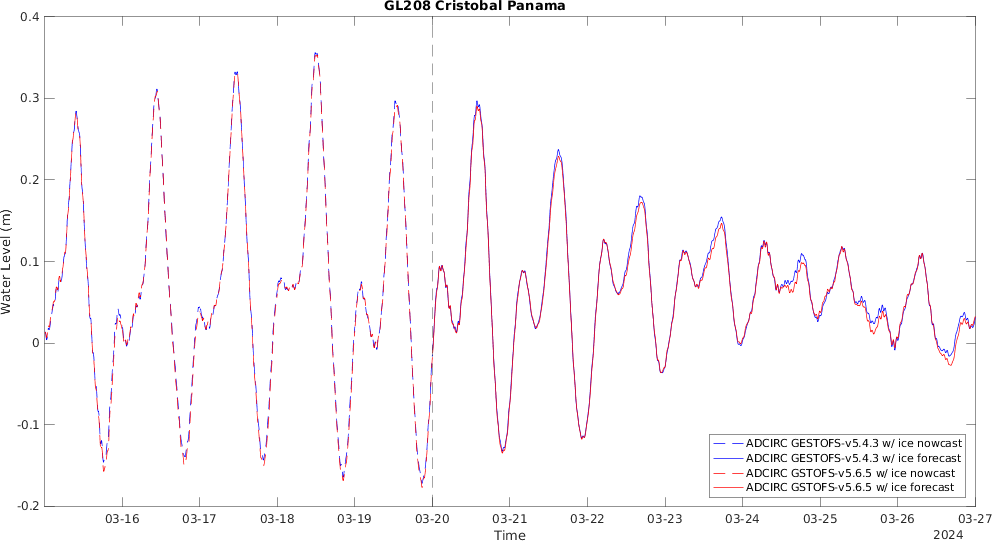 GL208 Cristobal Panama
0.4
0.3
0.2
0.1
0
-0.1
-0.2
Water Level (m)
ADCIRC GESTOFS-v5.4.3 w/ ice nowcast
ADCIRC GESTOFS-v5.4.3 w/ ice forecast
ADCIRC GSTOFS-v5.6.5 w/ ice nowcast
ADCIRC GSTOFS-v5.6.5 w/ ice forecast
03-16 03-17 03-18 03-19 03-20 03-21 03-22 03-23 03-24 03-25 03-26 03-27
Time
2024